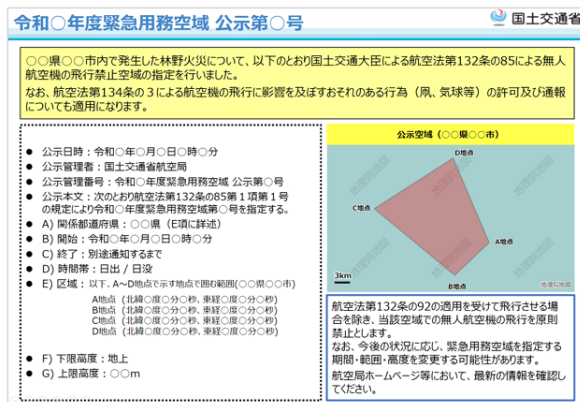 令和○年度緊急用務空域 公示第○号
国土交通省
○○県○○市内で発生した林野火災について、以下のとおり国土交通大臣による航空法第132条の85による無人
航空機の飛行禁止空域の指定を行いました。
なお、航空法第134条の3による航空機の飛行に影響を及ぼすおそれのある行為（凧、気球等）の許可及び通報
についても適用になります。
● 公示日時：令和○年○月○日○時○分
● 公示管理者：国土交通省航空局
● 公示管理番号：令和○年度緊急用務空域 公示第○号
● 公示本文：次のとおり航空法第132条の85第1項第1号
の規定により令和○年度緊急用務空域第○号を指定する。
● A) 関係都道府県：○○県（E項に詳述）
● B) 開始：令和○年○月○日○時○分
● C) 終了：別途通知するまで
● D) 時間帯：日出 / 日没
● E) 区域：以下、A～D地点で示す地点で囲む範囲(○○県○○市)
A地点（北緯○度○分○秒、東経○度○分○秒）
B地点（北緯○度○分○秒、東経○度○分○秒）
C地点（北緯○度○分○秒、東経○度○分○秒）
D地点（北緯○度○分○秒、東経○度○分○秒）
● F) 下限高度：地上
● G) 上限高度：○○m
公示空域（○○県○○市）
D地点
C地点
A地点
B地点
3km
地理院地図
航空法第132条の92の適用を受けて飛行させる場
合を除き、当該空域での無人航空機の飛行を原則
禁止とします。
なお、今後の状況に応じ、緊急用務空域を指定する
期間・範囲・高度を変更する可能性があります。
航空局ホームページ等において、最新の情報を確認し
てください。